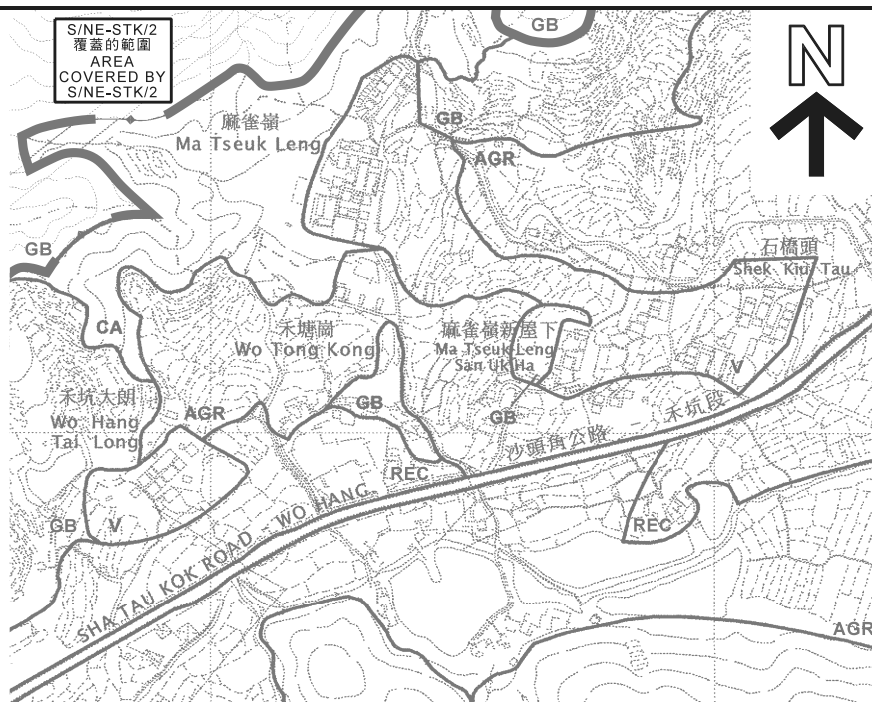 S/NE-STK/2
覆蓋的範圍
AREA
COVERED BY
S/NE-STK/2
GB
N
麻雀嶺
Ma Tseuk Leng
GB
AGR
石橋頭
Shek Kiu Tau
GB
CA
禾塘崗
Wo Tong Kong
麻雀嶺新屋下
Ma Tseuk Leng
San Uk Ha
V
禾坑大朗
Wo Hang
Tai Long
AGR
GB
GB
沙頭角公路 - 禾坑段
REC
GB
V
SHA TAU KOK ROAD - WO HANG
REC
AGR